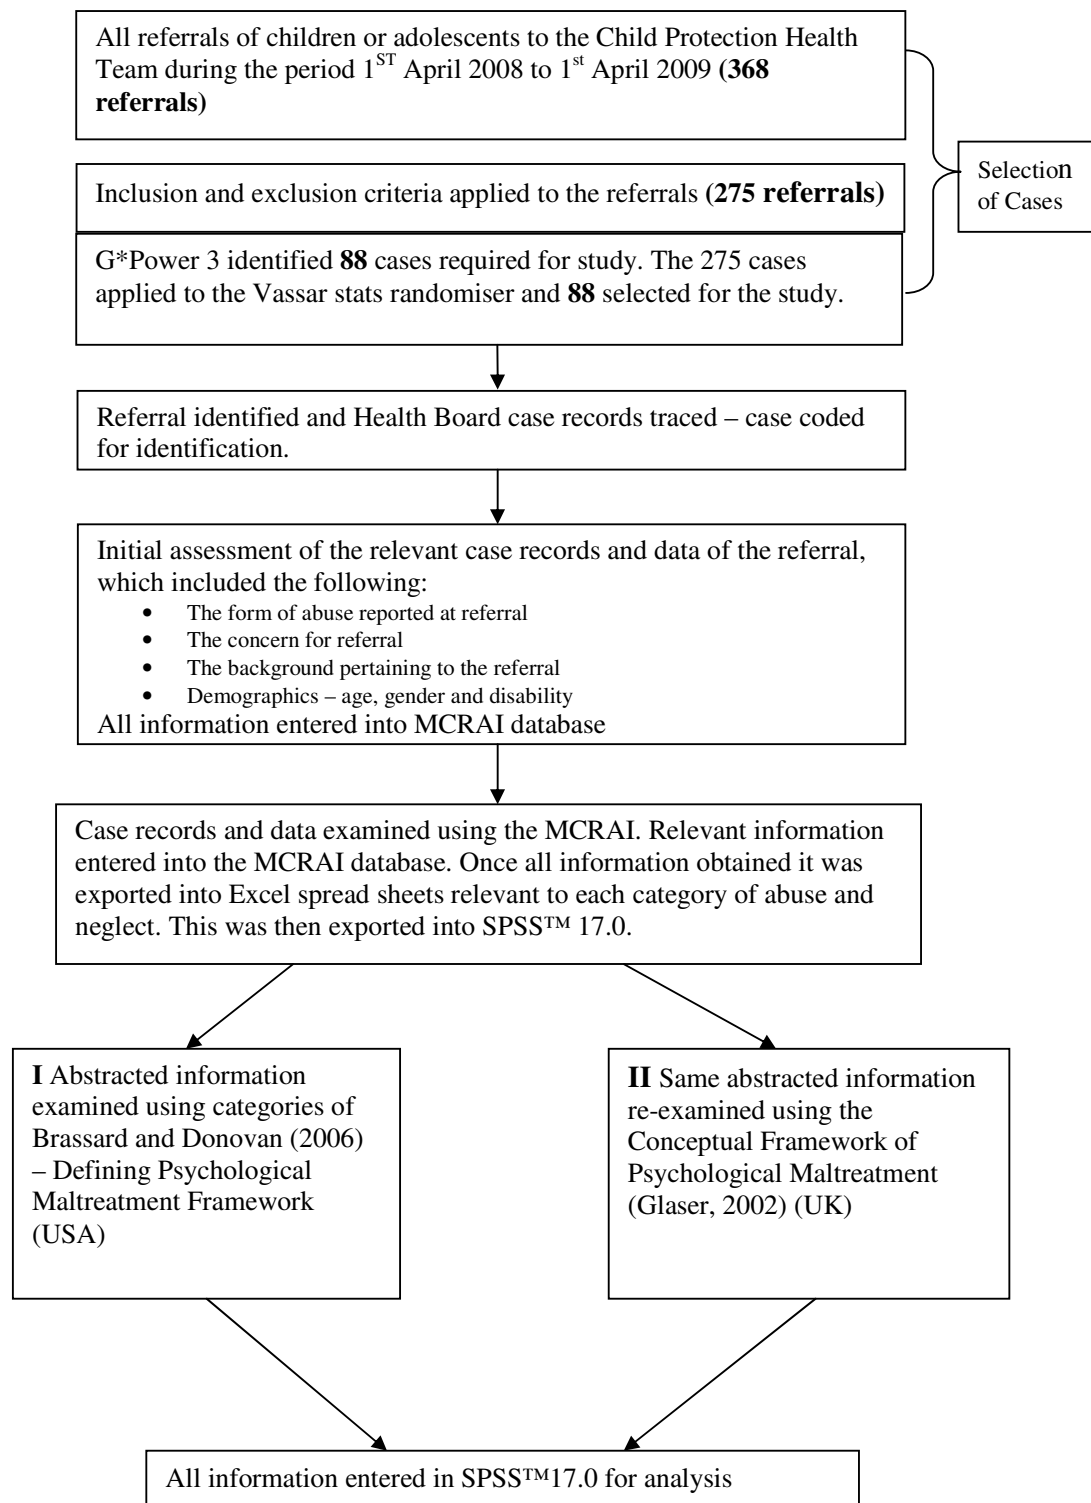 All referrals of children or adolescents to the Child Protection Health
Team during the period 1ST April 2008 to 1st April 2009 (368
referrals)
Selection
of Cases
Inclusion and exclusion criteria applied to the referrals (275 referrals)
G*Power 3 identified 88 cases required for study. The 275 cases
applied to the Vassar stats randomiser and 88 selected for the study.
Referral identified and Health Board case records traced – case coded
for identification.
Initial assessment of the relevant case records and data of the referral,
which included the following:
• The form of abuse reported at referral
• The concern for referral
• The background pertaining to the referral
• Demographics – age, gender and disability
All information entered into MCRAI database
Case records and data examined using the MCRAI. Relevant information
entered into the MCRAI database. Once all information obtained it was
exported into Excel spread sheets relevant to each category of abuse and
neglect. This was then exported into SPSS™ 17.0.
I Abstracted information
examined using categories of
Brassard and Donovan (2006)
– Defining Psychological
Maltreatment Framework
(USA)
II Same abstracted information
re-examined using the
Conceptual Framework of
Psychological Maltreatment
(Glaser, 2002) (UK)
All information entered in SPSS™17.0 for analysis